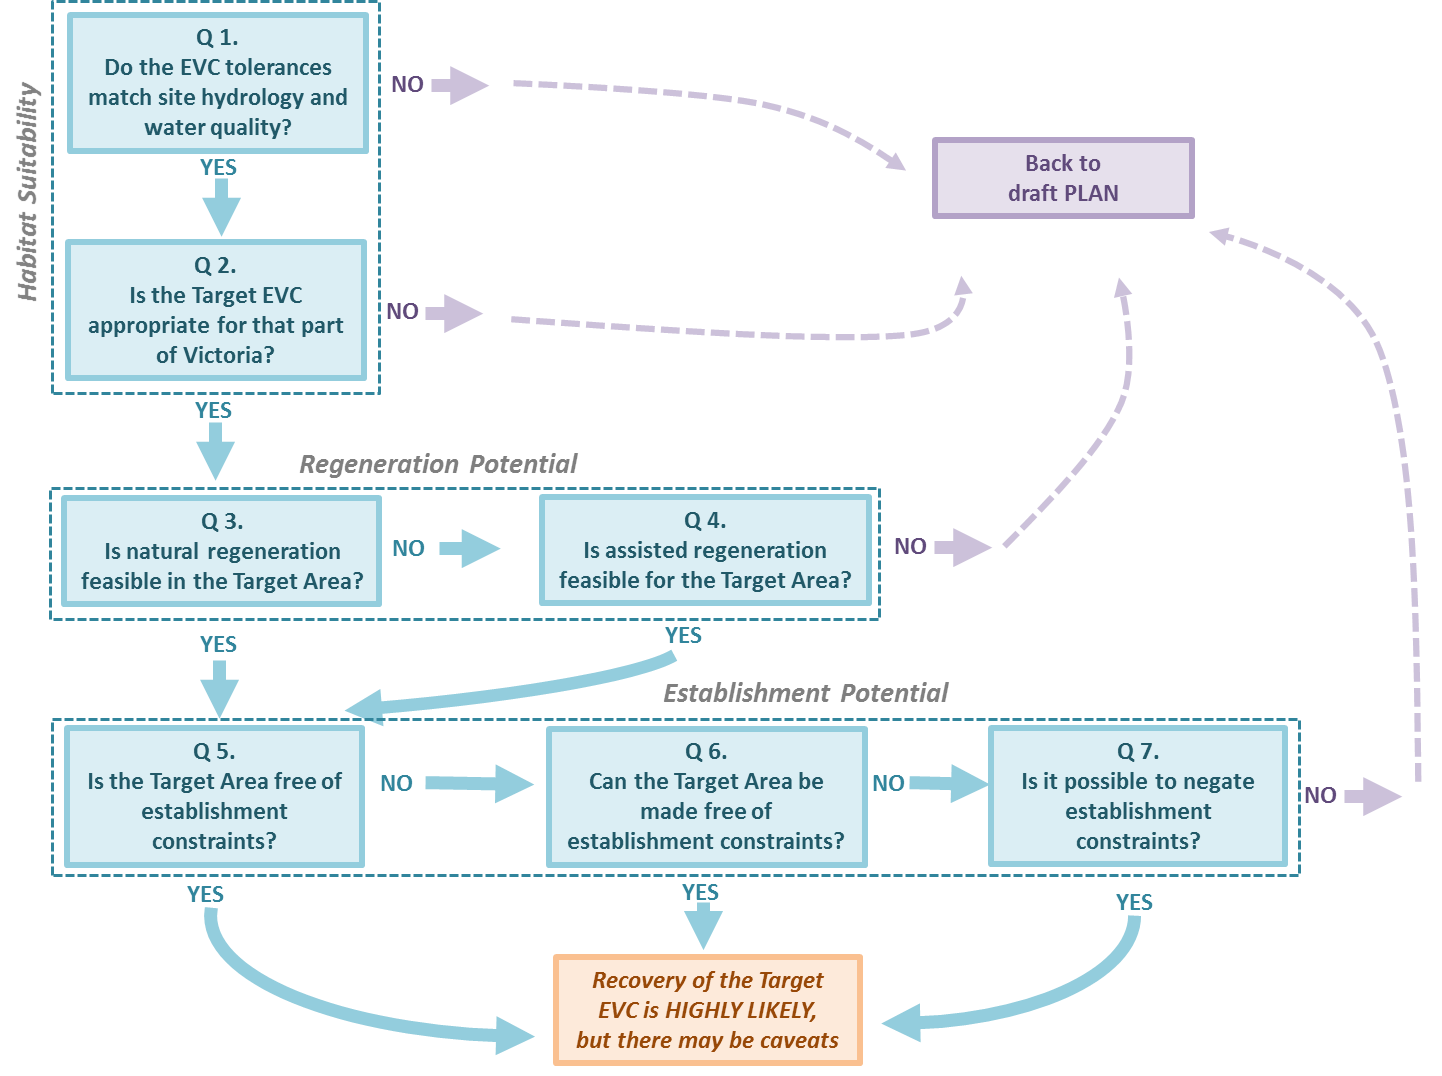 Habitat Suitability
Q 1.
Do the EVC tolerances
match site hydrology and
water quality?
NO
YES
Back to
draft PLAN
Q 2.
Is the Target EVC
appropriate for that part
of Victoria?
NO
YES
Regeneration Potential
Q 3.
Is natural regeneration
feasible in the Target Area?
NO
Q 4.
Is assisted regeneration
feasible for the Target Area?
NO
YES
YES
Establishment Potential
Q 5.
Is the Target Area free of
establishment
constraints?
NO
Q 6.
Can the Target Area be
made free of
establishment constraints?
NO
Q 7.
Is it possible to negate
establishment
constraints?
NO
YES
YES
YES
Recovery of the Target
EVC is HIGHLY LIKELY,
but there may be caveats